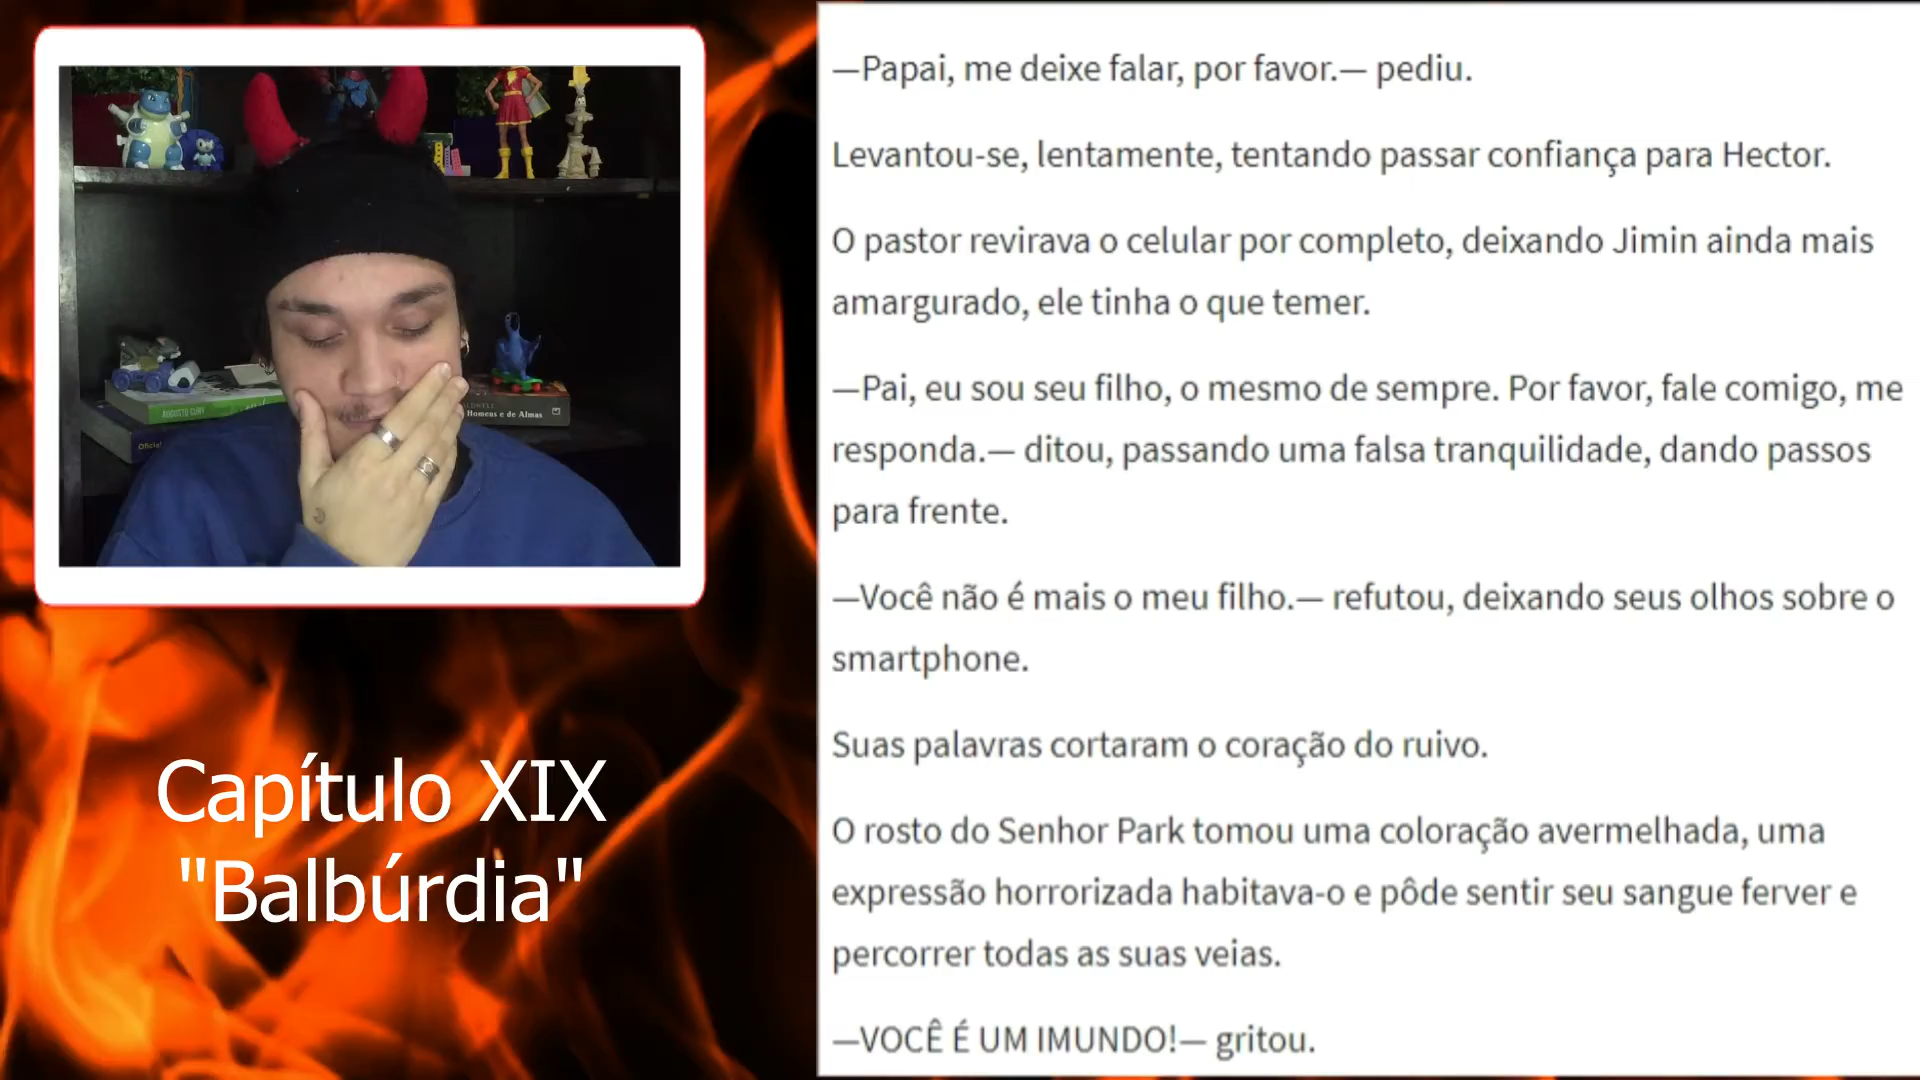 —Papai, me deixe falar, por favor.— pediu.
Levantou-se, lentamente, tentando passar confiança para Hector.
O pastor revirava o celular por completo, deixando Jimin ainda mais
amargurado, ele tinha o que temer.
—Pai, eu sou seu filho, o mesmo de sempre. Por favor, fale comigo, me
responda.— ditou, passando uma falsa tranquilidade, dando passos
para frente.
—Você não é mais o meu filho.— refutou, deixando seus olhos sobre o
smartphone.
Suas palavras cortaram o coração do ruivo.
O rosto do Senhor Park tomou uma coloração avermelhada, uma
expressão horrorizada habitava-o e pôde sentir seu sangue ferver e
percorrer todas as suas veias.
—VOCÊ É UM IMUNDO!— gritou.
Capítulo XIX
"Balbúrdia"
AUGUSTO CURY
Oficial
Homens e de Almas